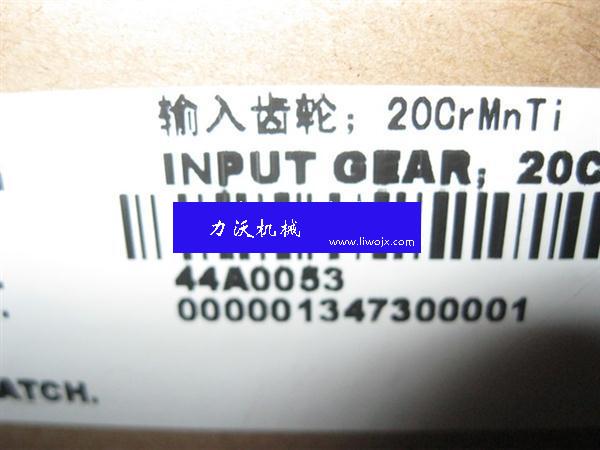 输入齿轮；20CrMnTi
INPUT GEAR；20C
力沃机械
www.liwojx.com
44A0053
000001347300001
ATCH.